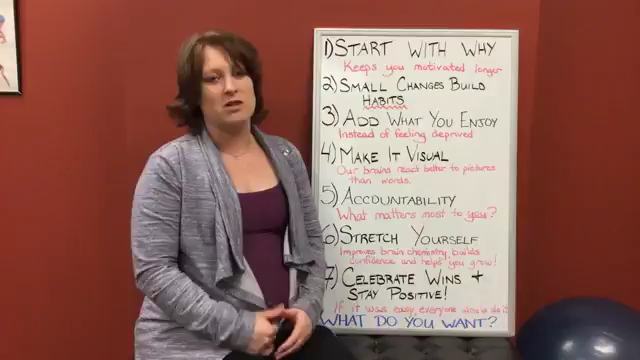 1) START WITH WHY
Keeps you motivated longer
2) SMALL CHANGES BUILD
HABITS
3) ADD WHAT YOU ENJOY
Instead of feeling deprived
4) MAKE IT VISUAL
Our brains react better to pictures
than words.
5) ACCOUNTABILITY
What matters most to you?
6) STRETCH YOURSELF
Improves brain chemistry, builds
confidence and helps you grow!
7) CELEBRATE WINS +
STAY POSITIVE!
If it was easy, everyone would do it
WHAT DO YOU WANT?